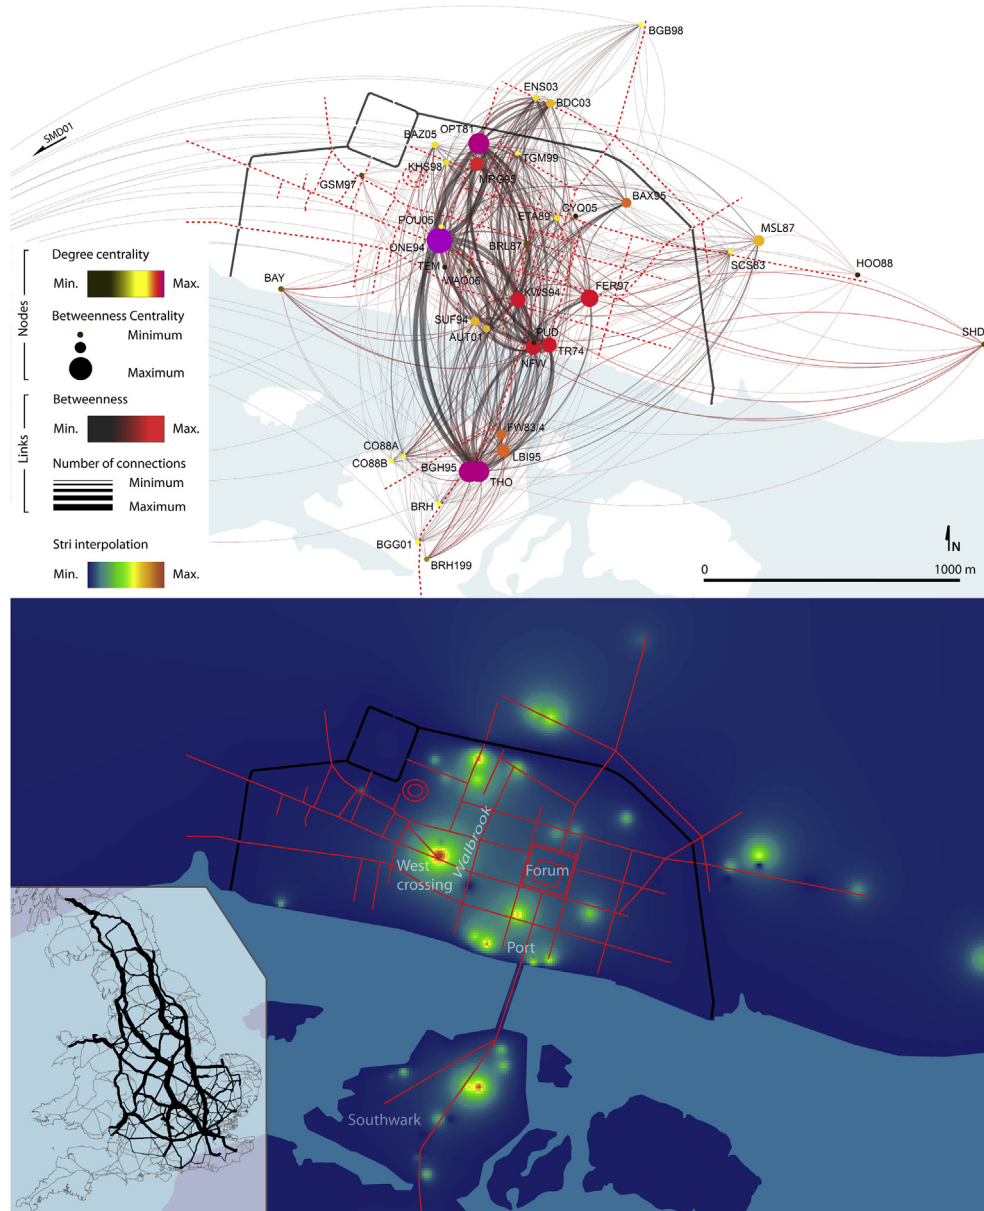 BGB98
ENS03
BDC03
SMD01
OPT81
BAZ05
TGM99
KHS98
MRG95
GSM97
BAX95
CYQ05
ETA89
POU05
MSL87
ONE94
BRL87
SCS83
TEM
WAO06
HOO88
BAY
FER97
KWS94
SUF94
AUT01
PUD
SHD
TR74
NFW
FW83/4
CO88A
LBI95
CO88B
BGH95
THO
BRH
BGG01
BRH199
Nodes
Degree centrality
Min.
Max.
Betweenness Centrality
Minimum
Maximum
Links
Betweenness
Min.
Max.
Number of connections
Minimum
Maximum
Stri interpolation
Min.
Max.
N
0
1000 m
Walbrook
West
crossing
Forum
Port
Southwark